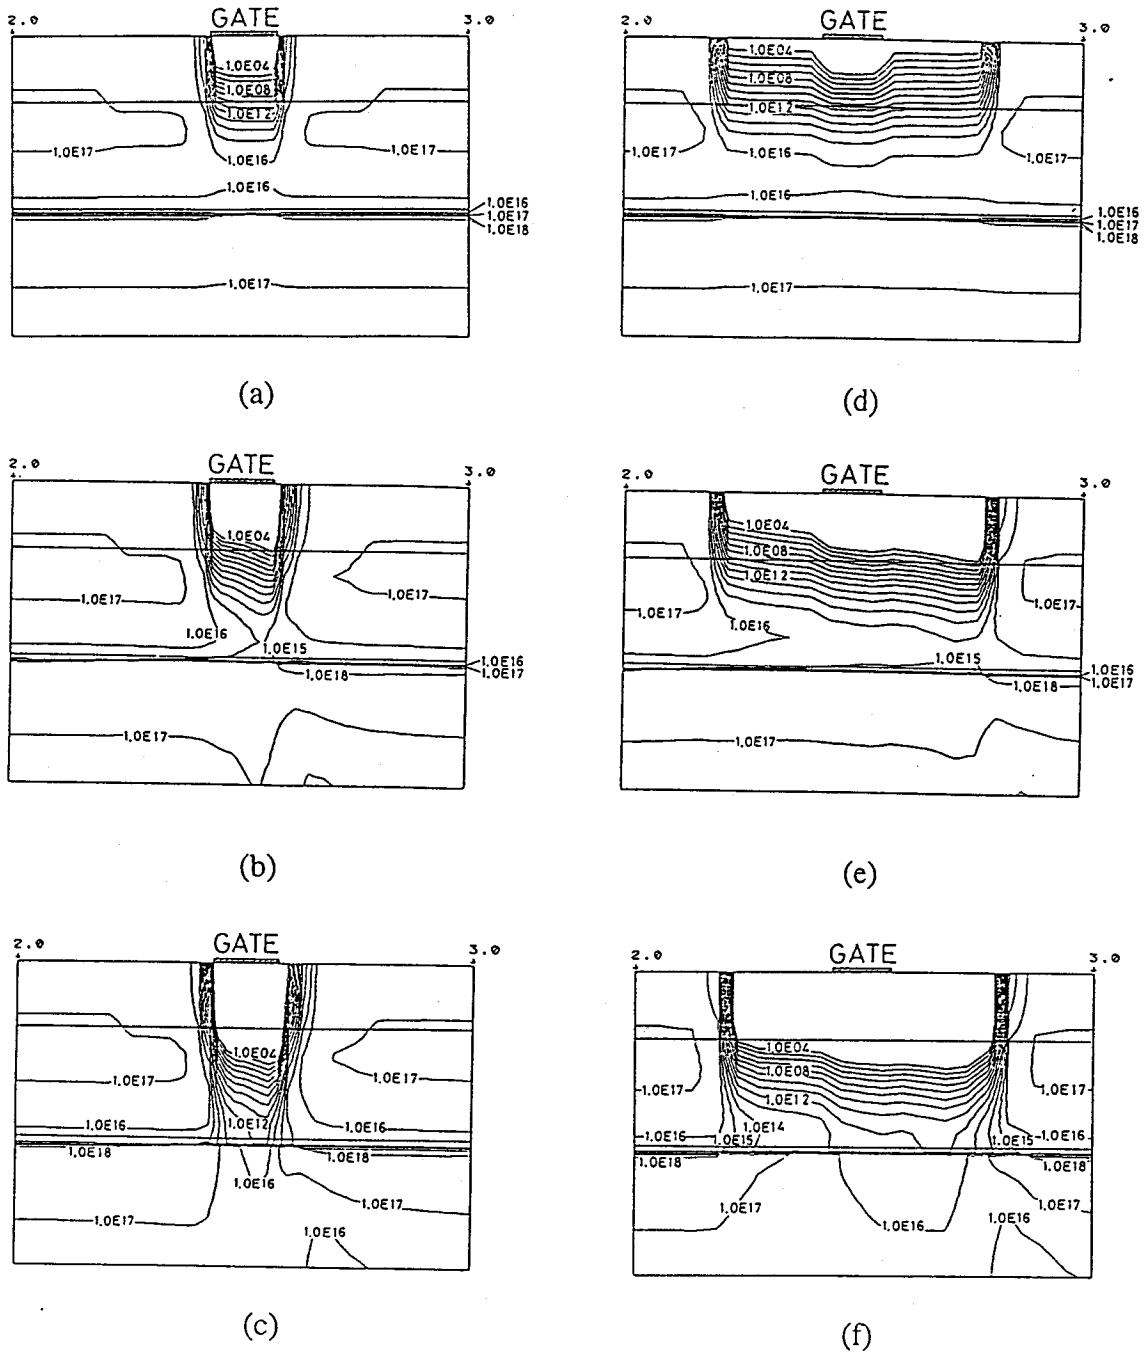 2.0 GATE 3.0
1.0E04
1.0E08
1.0E12
1.0E17 1.0E16 1.0E17
1.0E16
1.0E16
1.0E17
1.0E18
1.0E17
(a)
2.0 GATE 3.0
1.0E04
1.0E17 1.0E17
1.0E16
1.0E15
1.0E16
1.0E17
1.0E18
1.0E17
(b)
2.0 GATE 3.0
1.0E04
1.0E17 1.0E17
1.0E16 1.0E12 1.0E16
1.0E18 1.0E18
1.0E16
1.0E17
1.0E17
1.0E16
(c)
2.0 GATE 3.0
1.0E04
1.0E08
1.0E12
1.0E17 1.0E16 1.0E17
1.0E16
1.0E16
1.0E17
1.0E18
1.0E17
(d)
2.0 GATE 3.0
1.0E04
1.0E08
1.0E12
1.0E17 1.0E17
1.0E16
1.0E15
1.0E16
1.0E17
1.0E18
1.0E17
(e)
2.0 GATE 3.0
1.0E04
1.0E08
1.0E17 1.0E12 1.0E17
1.0E14
1.0E16 1.0E15 1.0E15 1.0E16
1.0E18 1.0E18
1.0E17 1.0E17
1.0E16 1.0E16
(f)